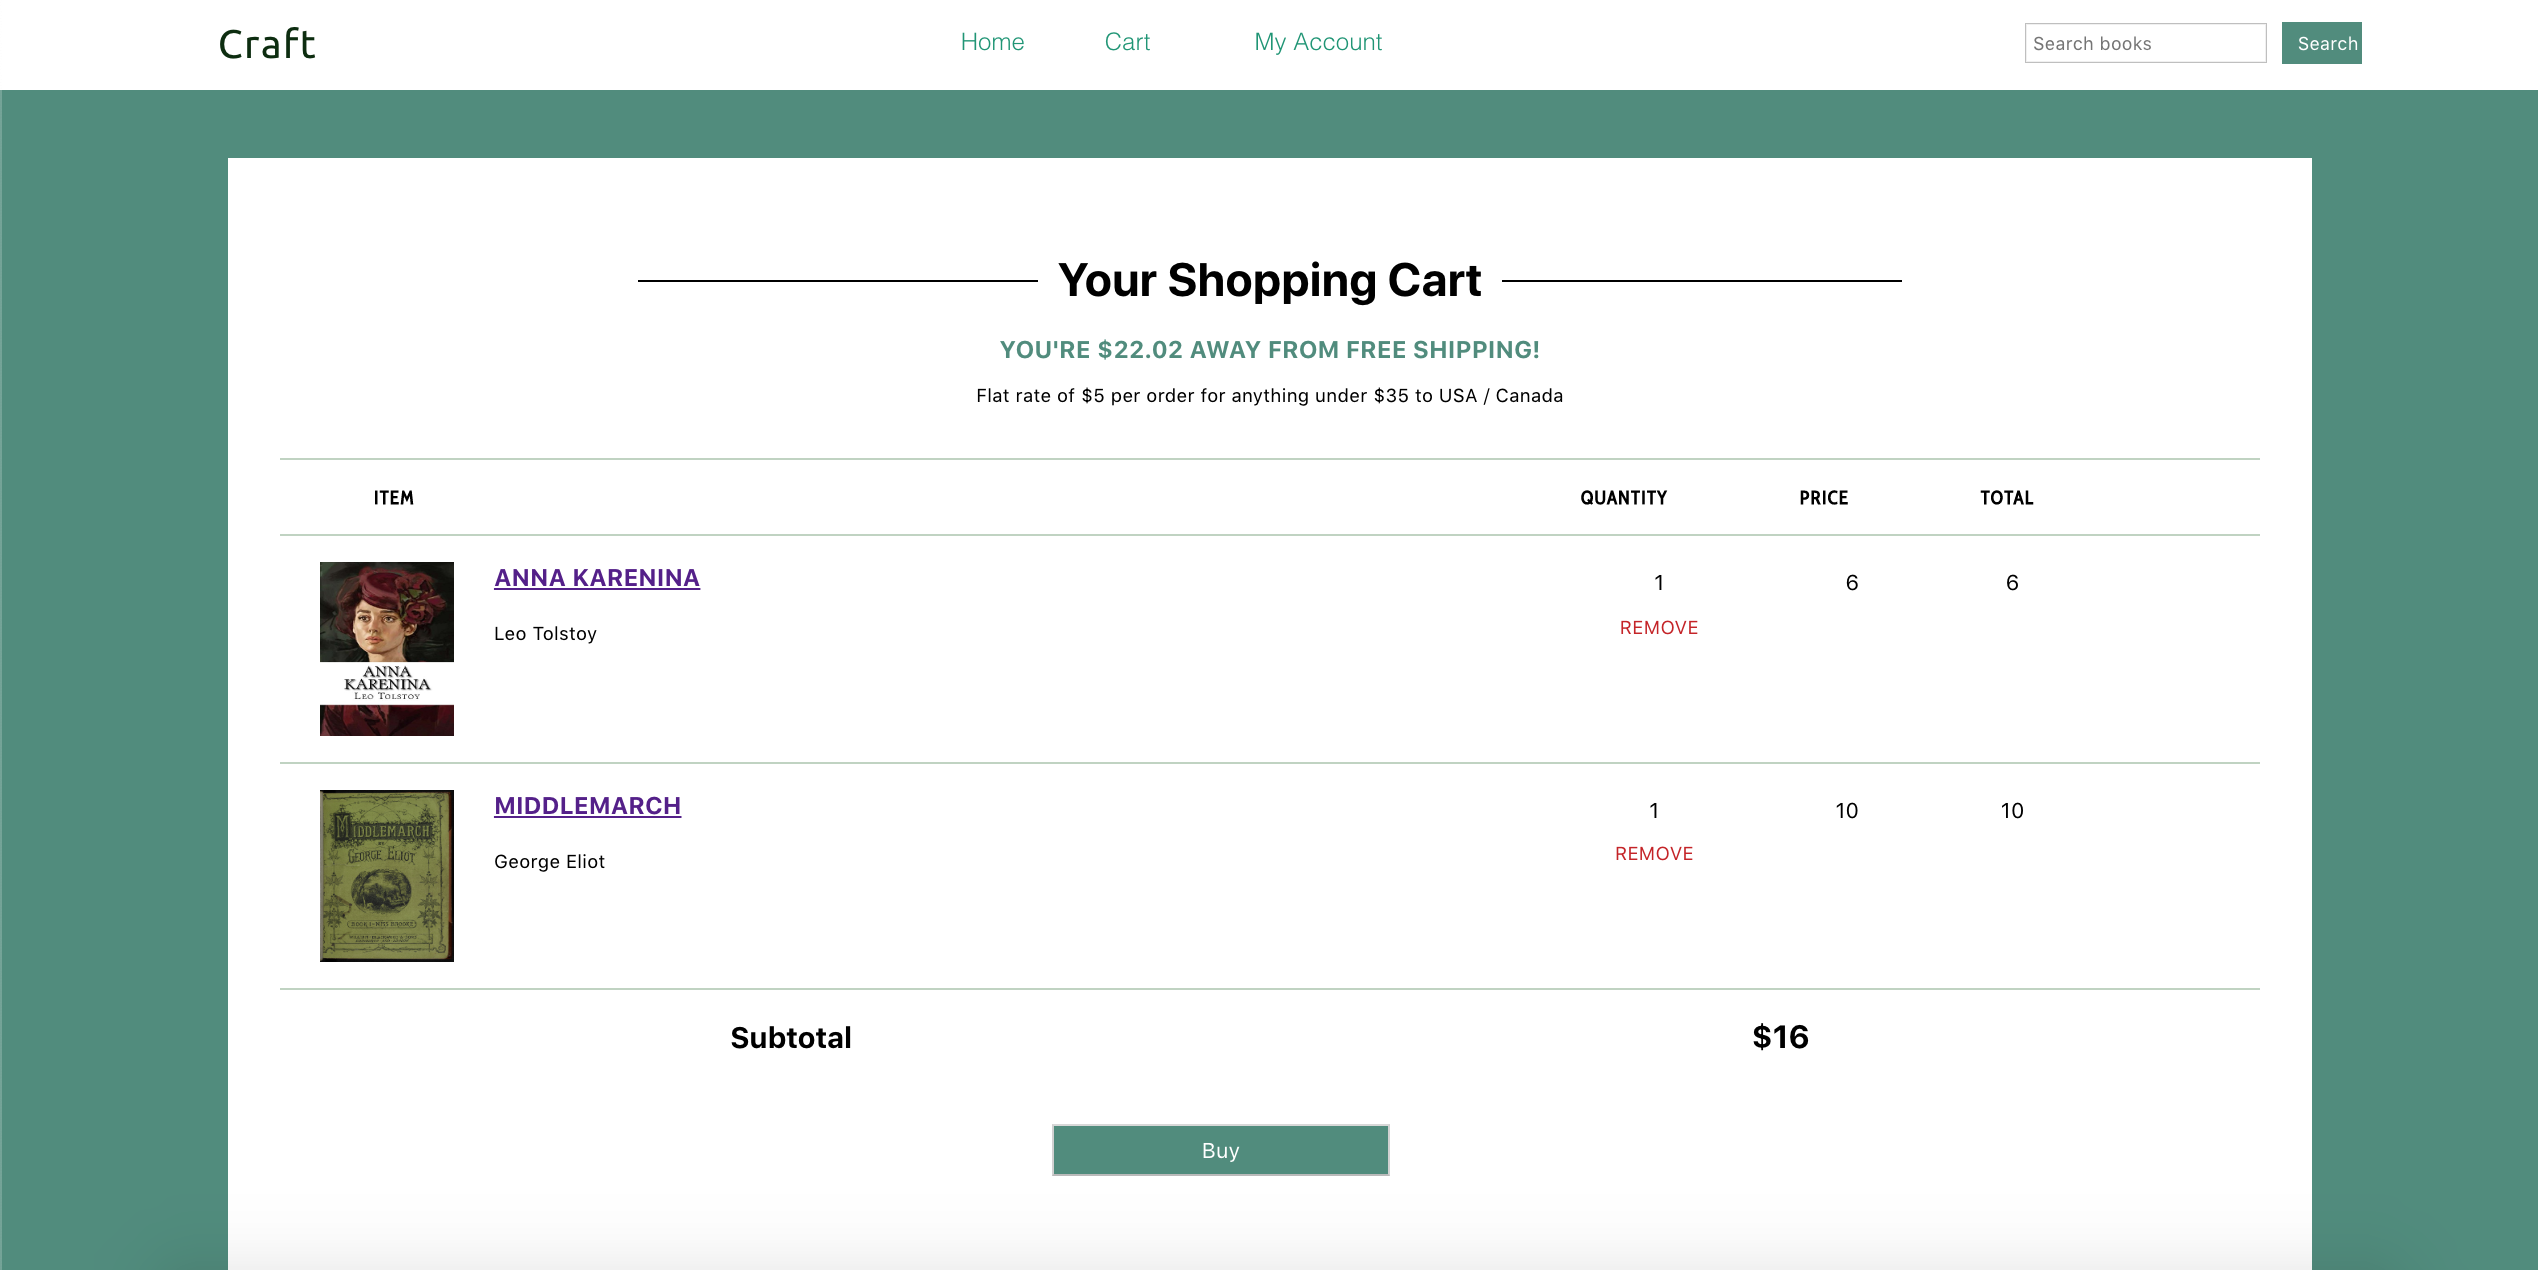 Craft
Home Cart My Account
Search books Search
Your Shopping Cart
YOU'RE $22.02 AWAY FROM FREE SHIPPING!
Flat rate of $5 per order for anything under $35 to USA / Canada
ITEM QUANTITY PRICE TOTAL
ANNA KARENINA 1 6 6
Leo Tolstoy REMOVE
ANNA
KARENINA
LEO TOLSTOY
MIDDLEMARCH 1 10 10
George Eliot REMOVE
MIDDLEMARCH
BY
GEORGE ELIOT
Subtotal $16
Buy